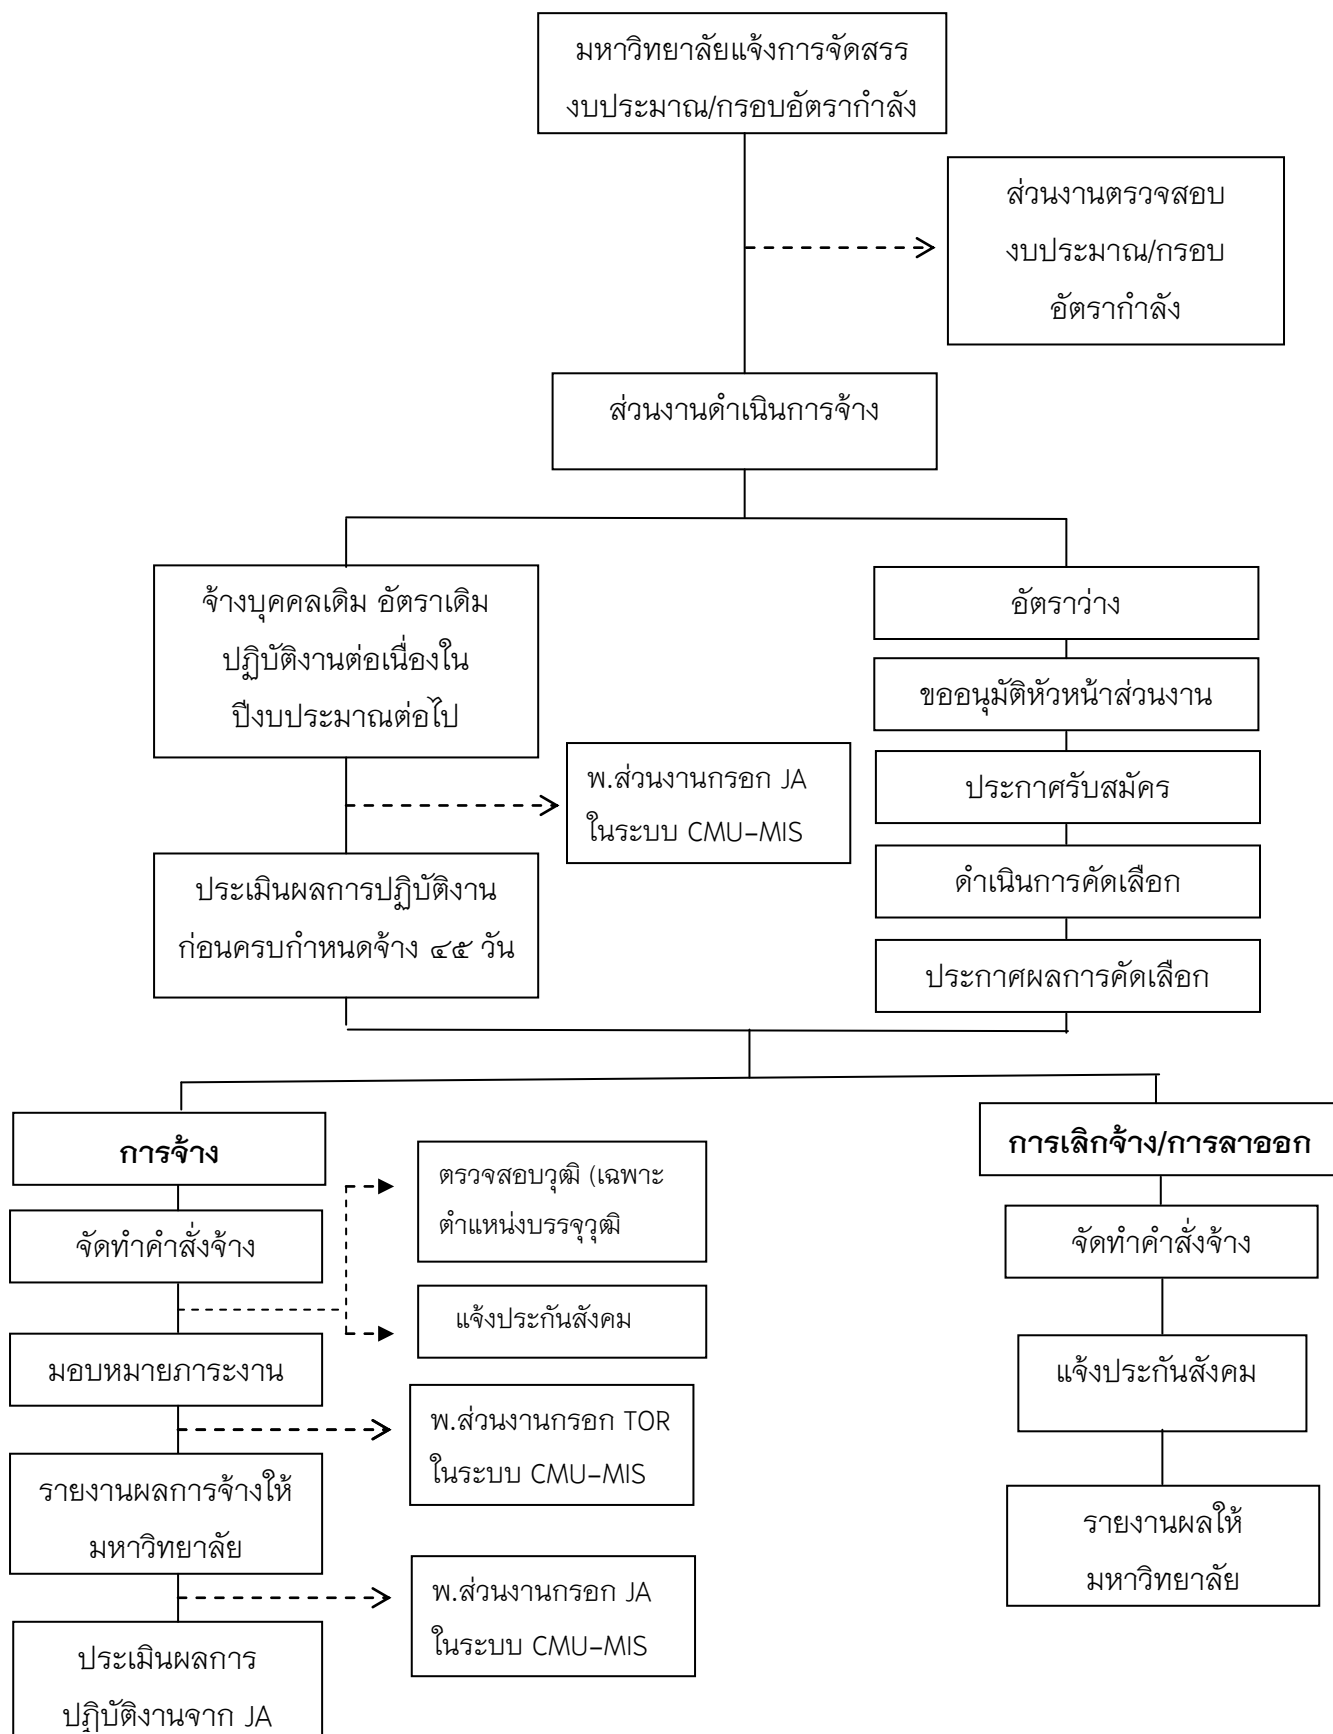 มหาวิทยาลัยแจ้งการจัดสรร
งบประมาณ/กรอบอัตรากำลัง
ส่วนงานตรวจสอบ
งบประมาณ/กรอบ
อัตรากำลัง
ส่วนงานดำเนินการจ้าง
จ้างบุคคลเดิม อัตราเดิม
ปฏิบัติงานต่อเนื่องใน
ปีงบประมาณต่อไป
พ.ส่วนงานกรอก JA
ในระบบ CMU-MIS
ประเมินผลการปฏิบัติงาน
ก่อนครบกำหนดจ้าง ๔๕ วัน
อัตราว่าง
ขออนุมัติหัวหน้าส่วนงาน
ประกาศรับสมัคร
ดำเนินการคัดเลือก
ประกาศผลการคัดเลือก
การจ้าง
จัดทำคำสั่งจ้าง
ตรวจสอบวุฒิ (เฉพาะ
ตำแหน่งบรรจุวุฒิ
แจ้งประกันสังคม
มอบหมายภาระงาน
พ.ส่วนงานกรอก TOR
ในระบบ CMU-MIS
รายงานผลการจ้างให้
มหาวิทยาลัย
พ.ส่วนงานกรอก JA
ในระบบ CMU-MIS
ประเมินผลการ
ปฏิบัติงานจาก JA
การเลิกจ้าง/การลาออก
จัดทำคำสั่งจ้าง
แจ้งประกันสังคม
รายงานผลให้
มหาวิทยาลัย